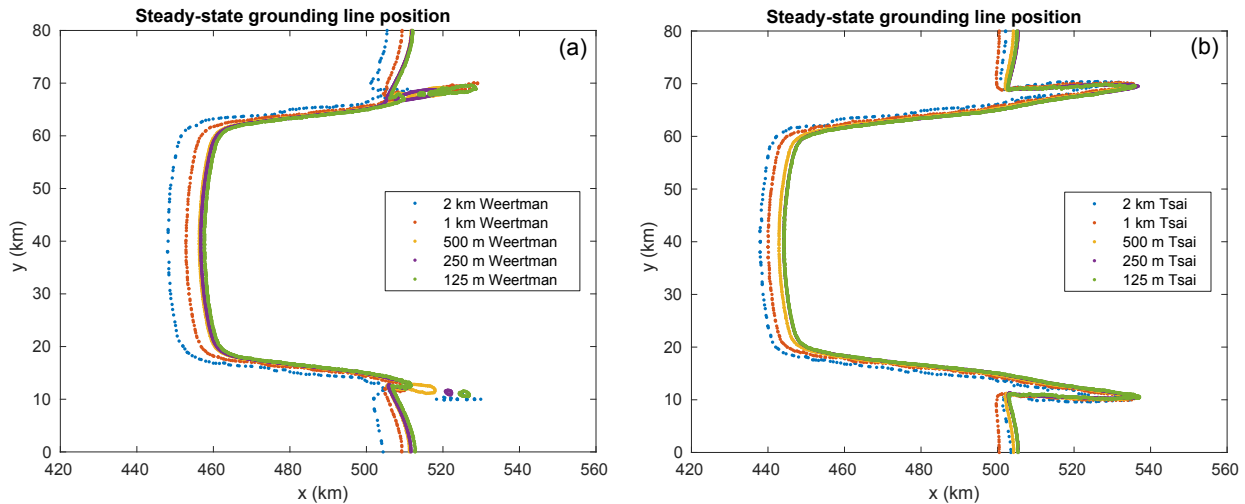 Steady-state grounding line position
(a)
80
70
60
50
40
30
20
10
0
y (km)
2 km Weertman
1 km Weertman
500 m Weertman
250 m Weertman
125 m Weertman
420 440 460 480 500 520 540 560
x (km)
Steady-state grounding line position
(b)
80
70
60
50
40
30
20
10
0
y (km)
2 km Tsai
1 km Tsai
500 m Tsai
250 m Tsai
125 m Tsai
420 440 460 480 500 520 540 560
x (km)